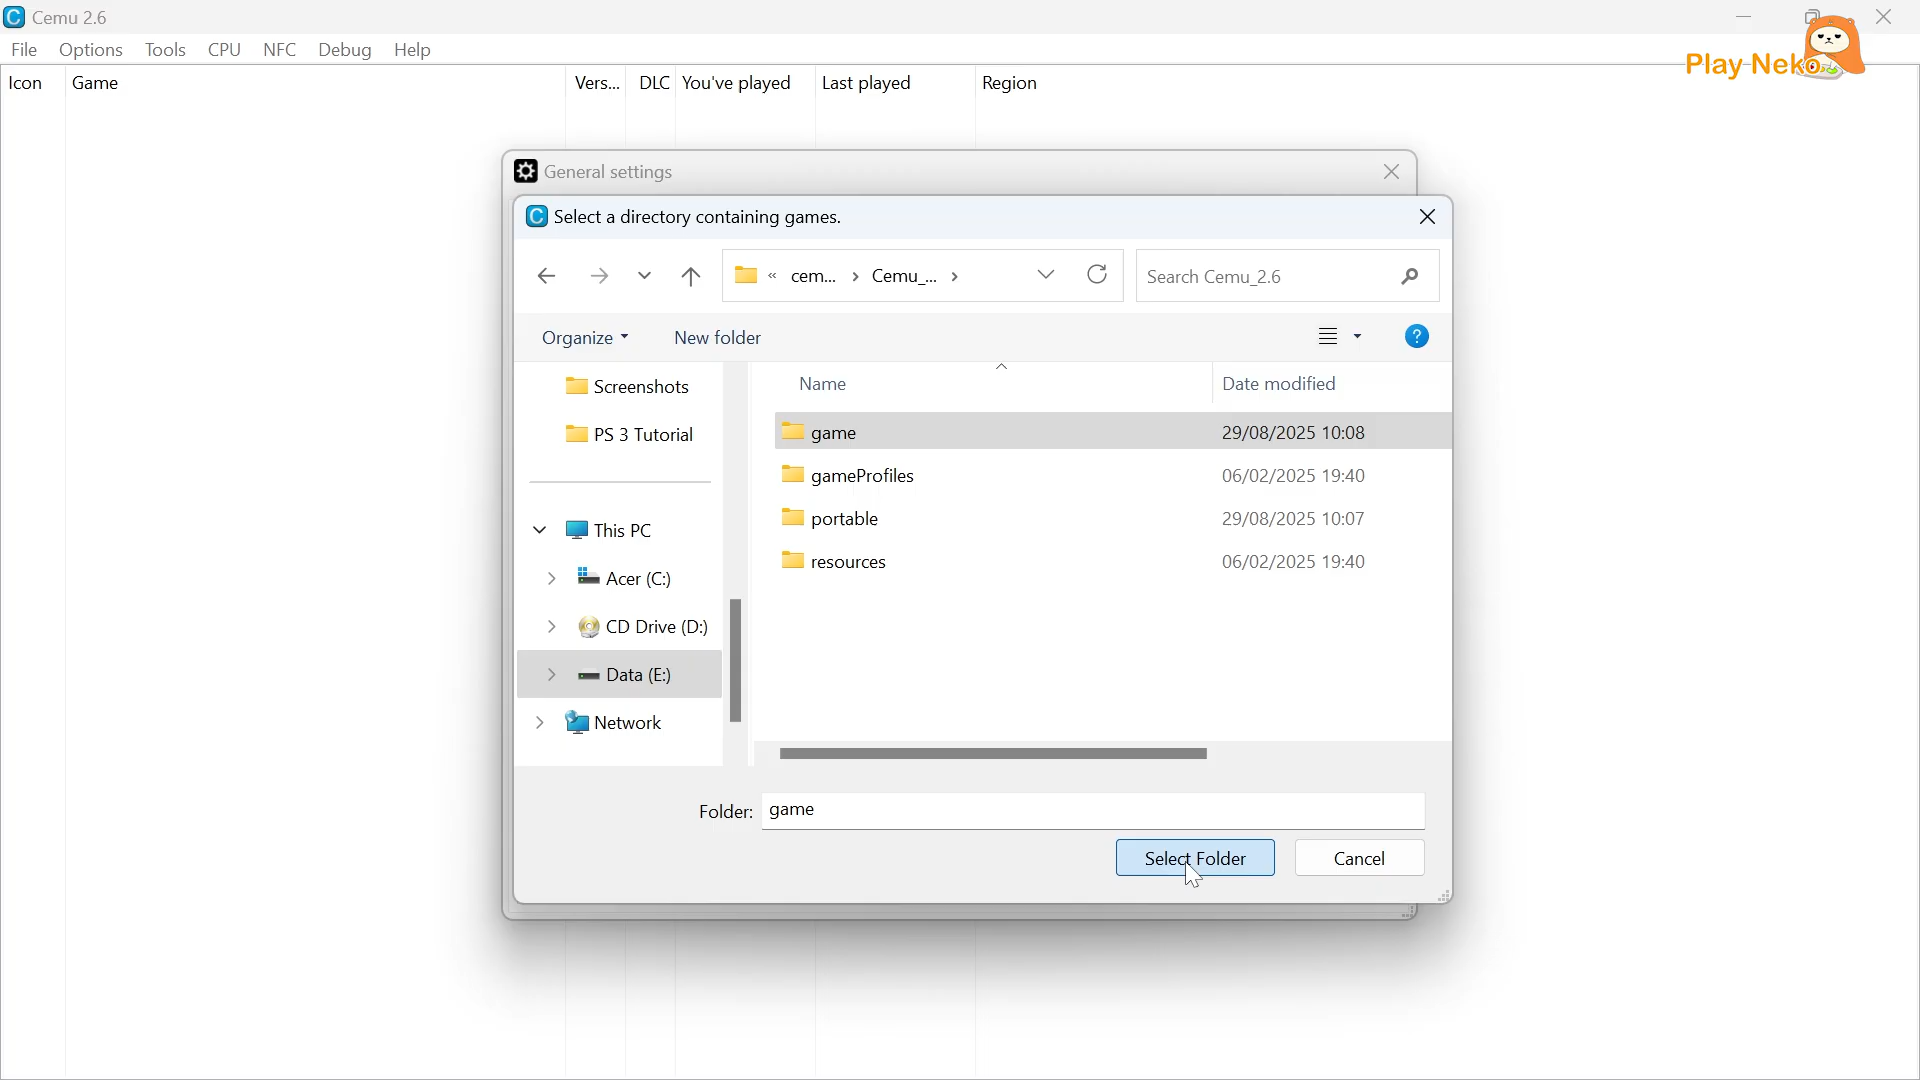 Cemu 2.6
File Options Tools CPU NFC Debug Help
Play Neko
Icon Game Vers... DLC You've played Last played Region
General settings
Select a directory containing games.
« cem... › Cemu_... › Search Cemu_2.6
Organize New folder ?
Screenshots
PS 3 Tutorial
This PC
Acer (C:)
CD Drive (D:)
Data (E:)
Network
Name Date modified
game 29/08/2025 10:08
gameProfiles 06/02/2025 19:40
portable 29/08/2025 10:07
resources 06/02/2025 19:40
Folder: game
Select Folder Cancel